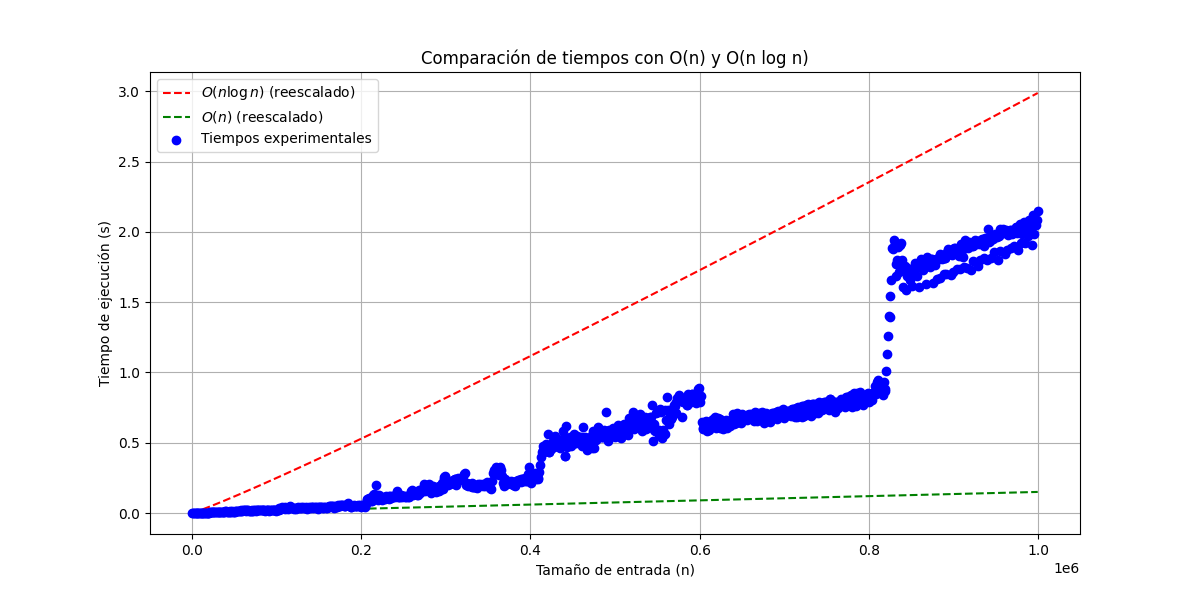 Comparación de tiempos con O(n) y O(n log n)
O(n log n) (reescalado)
O(n) (reescalado)
Tiempos experimentales
Tiempo de ejecución (s)
3.0
2.5
2.0
1.5
1.0
0.5
0.0
0.0 0.2 0.4 0.6 0.8 1.0
1e6
Tamaño de entrada (n)